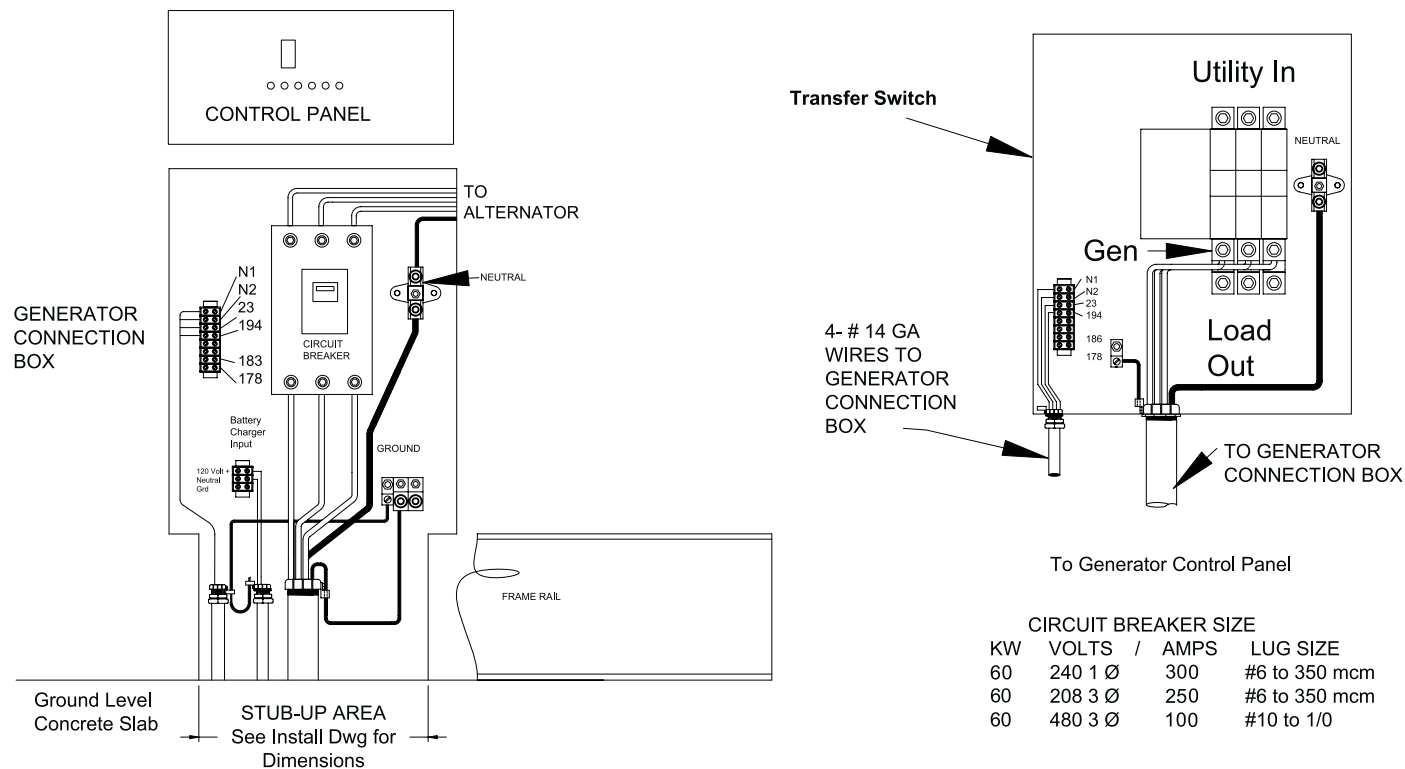 CONTROL PANEL
TO
ALTERNATOR
NEUTRAL
N1
N2
23
194
183
178
GENERATOR
CONNECTION
BOX
CIRCUIT
BREAKER
Battery
Charger
Input
120 Volt +
Neutral
Grd
GROUND
FRAME RAIL
Ground Level
Concrete Slab
STUB-UP AREA
See Install Dwg for
Dimensions
Transfer Switch
Utility In
NEUTRAL
Gen
N1
N2
23
194
186
178
Load
Out
4- # 14 GA
WIRES TO
GENERATOR
CONNECTION
BOX
TO GENERATOR
CONNECTION BOX
To Generator Control Panel
CIRCUIT BREAKER SIZE
KW VOLTS / AMPS LUG SIZE
60 240 1 Ø 300 #6 to 350 mcm
60 208 3 Ø 250 #6 to 350 mcm
60 480 3 Ø 100 #10 to 1/0